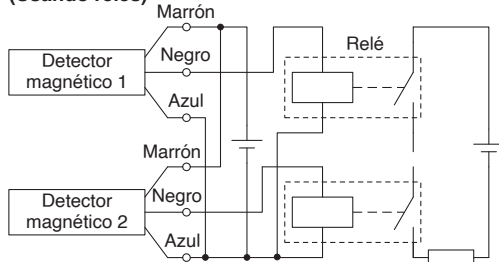 (Usando relés)
Marrón
Detector
magnético 1
Negro
Azul
Relé
Marrón
Detector
magnético 2
Negro
Azul